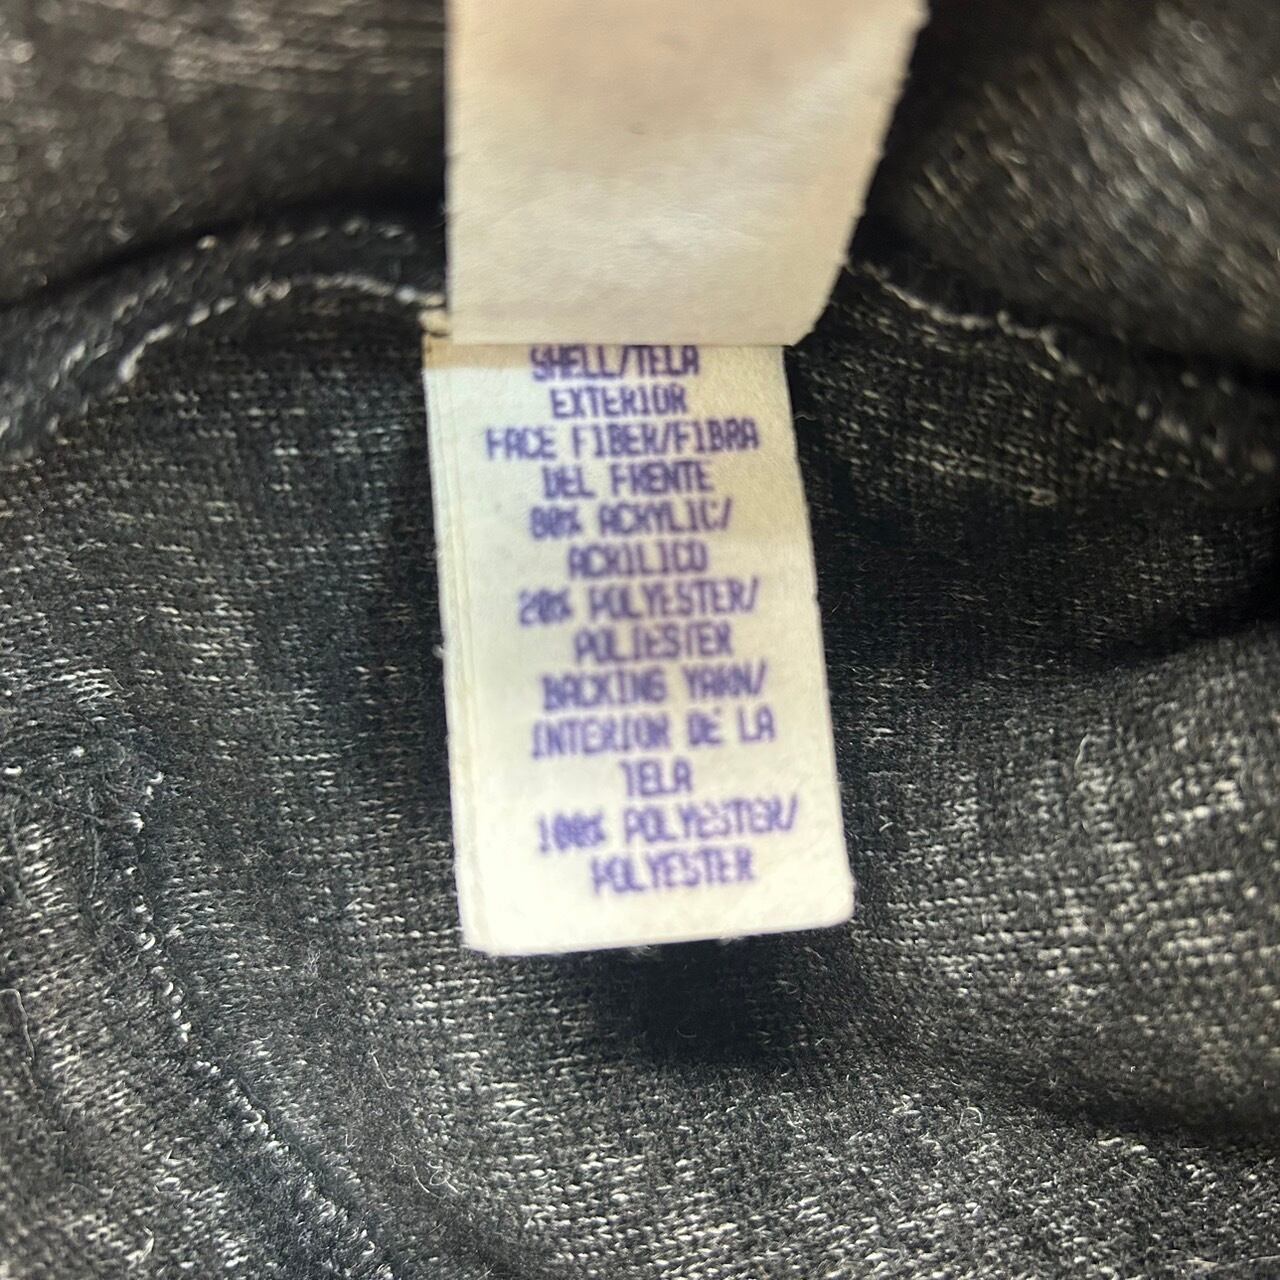 SHELL/TELA
EXTERIOR
FACE FIBER/FIBRA
DEL FRENTE
80% ACRYLIC/
ACRILICO
20% POLYESTER/
POLIESTER
BACKING YARN/
INTERIOR DE LA
TELA
100% POLYESTER/
POLYESTER